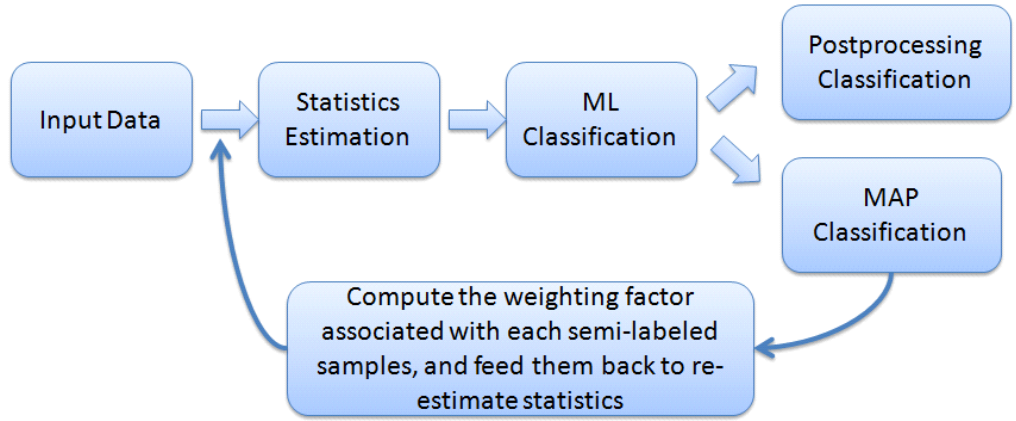 Input Data
Statistics
Estimation
ML
Classification
Postprocessing
Classification
MAP
Classification
Compute the weighting factor
associated with each semi-labeled
samples, and feed them back to re-
estimate statistics